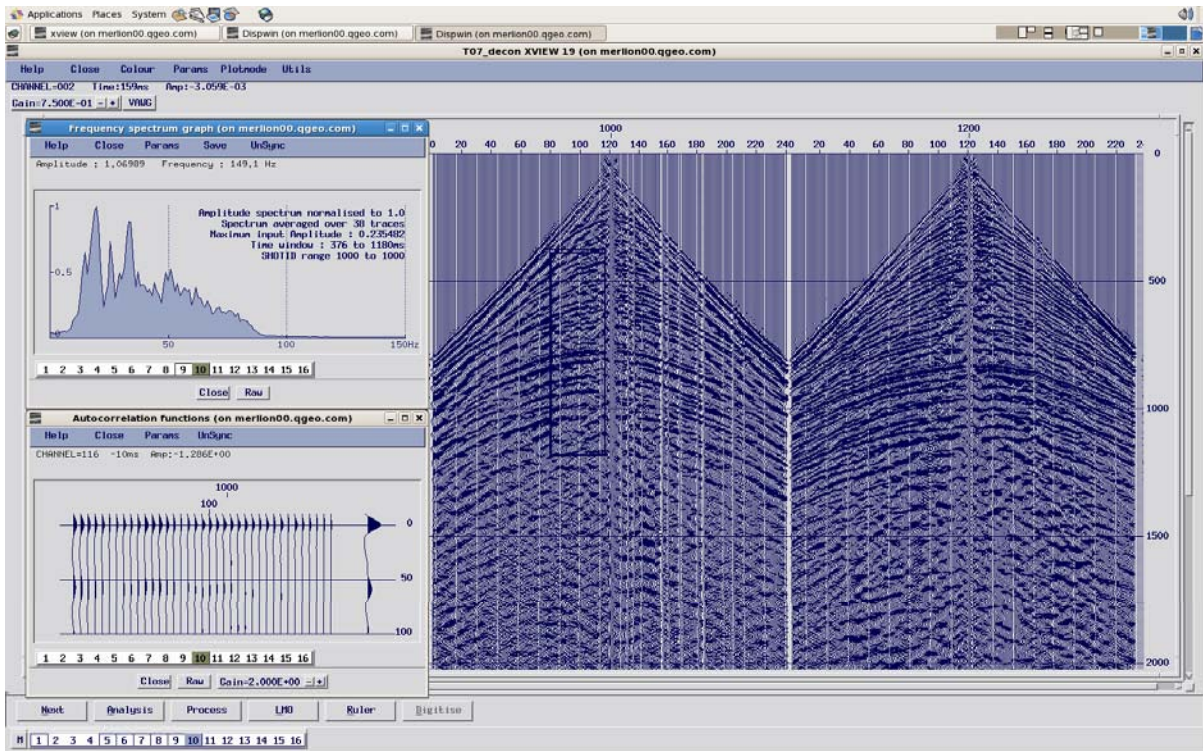 Applications Places System
xview (on merlion00.qgeo.com) Dispwin (on merlion00.qgeo.com) Dispwin (on merlion00.qgeo.com)
T07_decon XVIEW 19 (on merlion00.qgeo.com)
Help Close Colour Params Plotmode Utils
CHANNEL=002 Time:159ms Amp:-3.059E-03
Gain=7.500E-01 - + VAWG
Frequency spectrum graph (on merlion00.qgeo.com)
Help Close Params Save UnSync
Amplitude : 1,06989 Frequency : 149,1 Hz
1
Amplitude spectrum normalised to 1.0
Spectrum averaged over 38 traces
Maximum Input Amplitude : 0.235482
Time window : 376 to 1180ms
SHOTID range 1000 to 1000
0.5
0
50 100 150Hz
1 2 3 4 5 6 7 8 9 10 11 12 13 14 15 16
Close Raw
Autocorrelation functions (on merlion00.qgeo.com)
Help Close Params UnSync
CHANNEL=116 -10ms Amp:-1,286E+00
1000
100
0
50
100
1 2 3 4 5 6 7 8 9 10 11 12 13 14 15 16
Close Raw Gain=2.000E+00 - +
1000 1200
0 20 40 60 80 100 120 140 160 180 200 220 240 20 40 60 80 100 120 140 160 180 200 220 2
0
500
1000
1500
2000
Next Analysis Process LMO Ruler Digitise
M 1 2 3 4 5 6 7 8 9 10 11 12 13 14 15 16